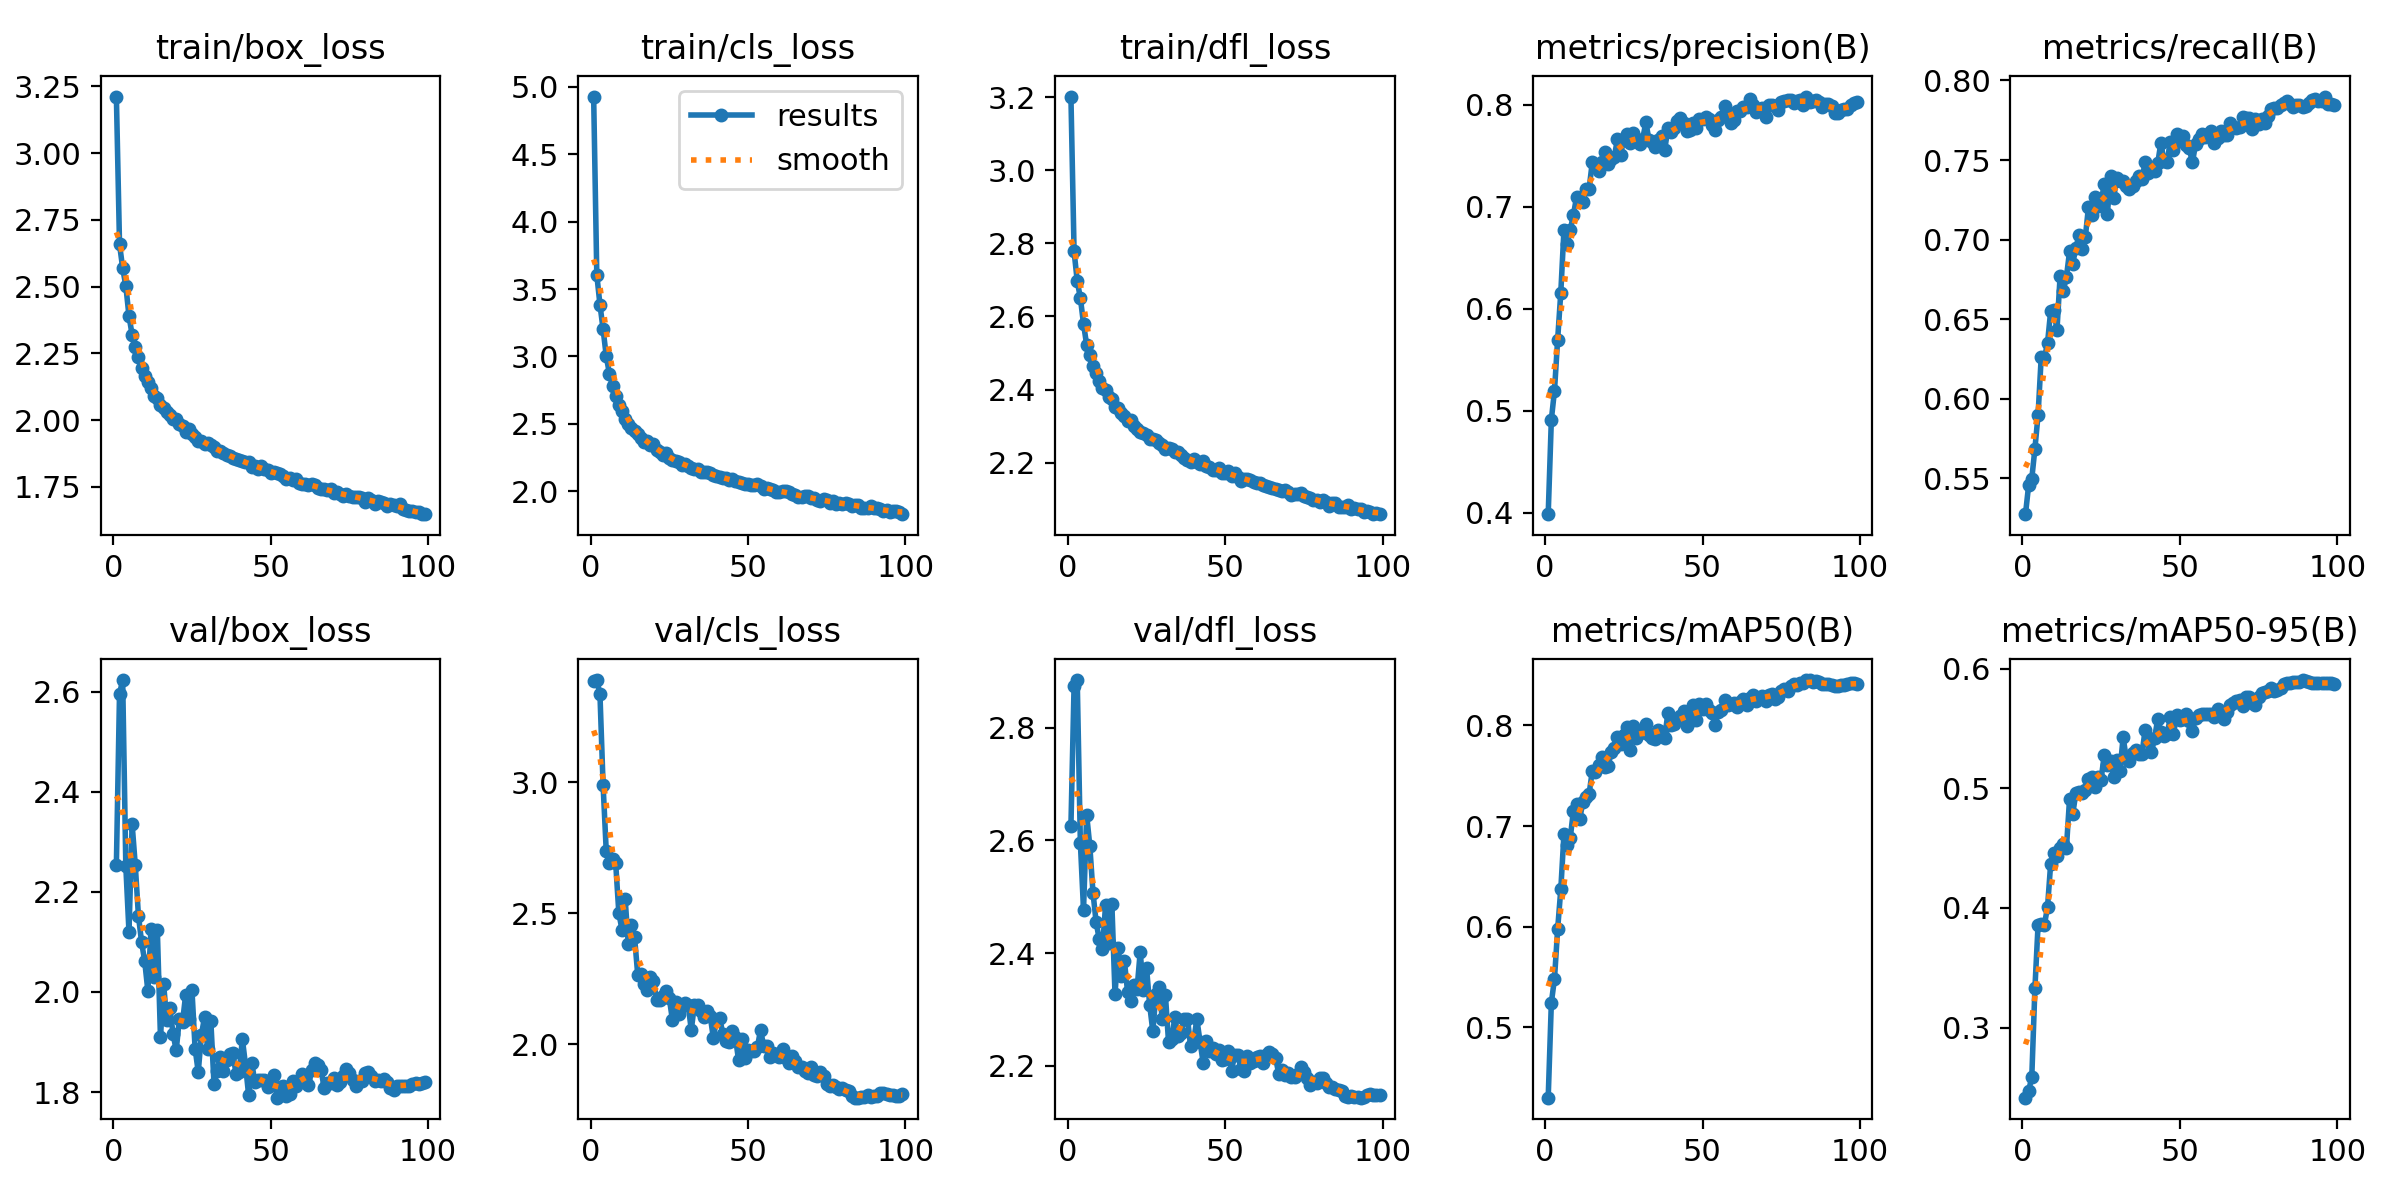 train/box_loss
3.25
3.00
2.75
2.50
2.25
2.00
1.75
0 50 100
train/cls_loss
results
smooth
5.0
4.5
4.0
3.5
3.0
2.5
2.0
0 50 100
train/dfl_loss
3.2
3.0
2.8
2.6
2.4
2.2
0 50 100
metrics/precision(B)
0.8
0.7
0.6
0.5
0.4
0 50 100
metrics/recall(B)
0.80
0.75
0.70
0.65
0.60
0.55
0 50 100
val/box_loss
2.6
2.4
2.2
2.0
1.8
0 50 100
val/cls_loss
3.0
2.5
2.0
0 50 100
val/dfl_loss
2.8
2.6
2.4
2.2
0 50 100
metrics/mAP50(B)
0.8
0.7
0.6
0.5
0 50 100
metrics/mAP50-95(B)
0.6
0.5
0.4
0.3
0 50 100